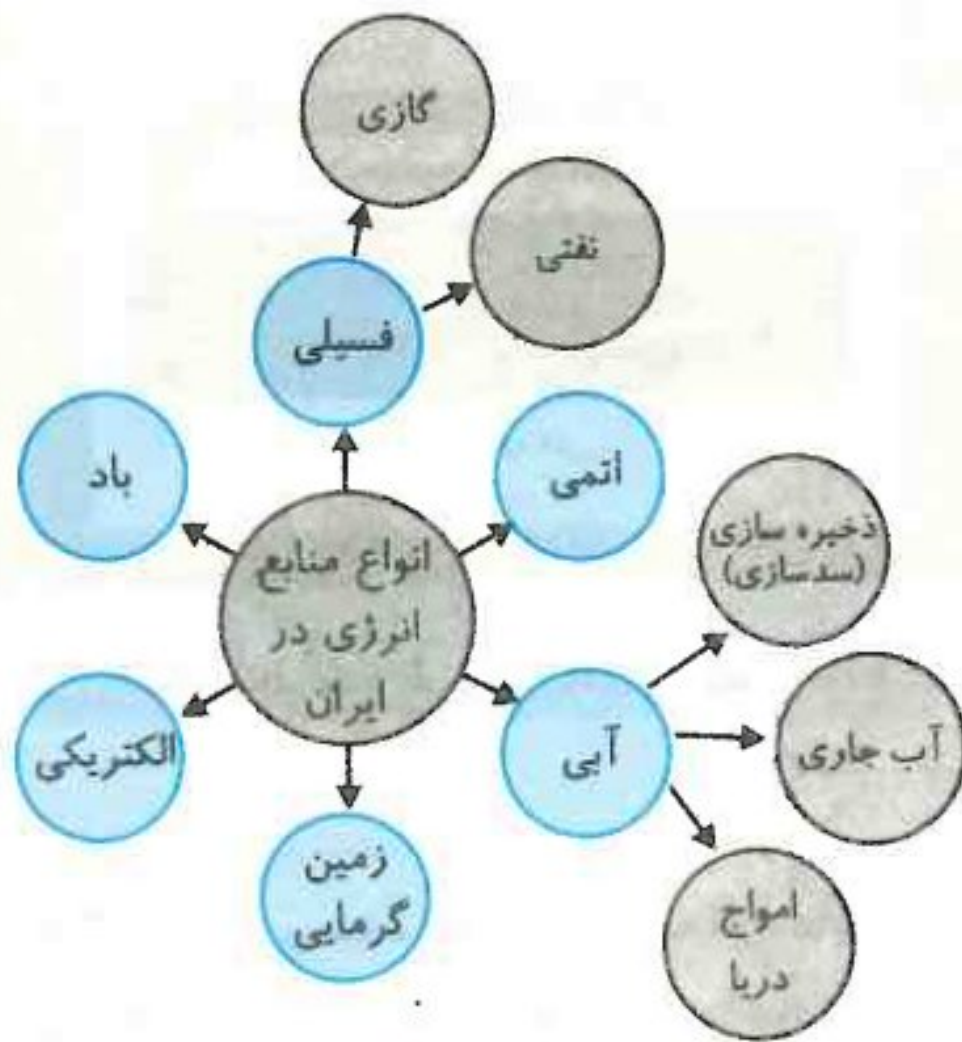 گازی
نفتی
فسیلی
باد
اتمی
ذخیره سازی
(سدسازی)
انواع منابع
انرژی در
ایران
الکتریکی
آبی
آب جاری
زمین
گرمایی
امواج
دریا